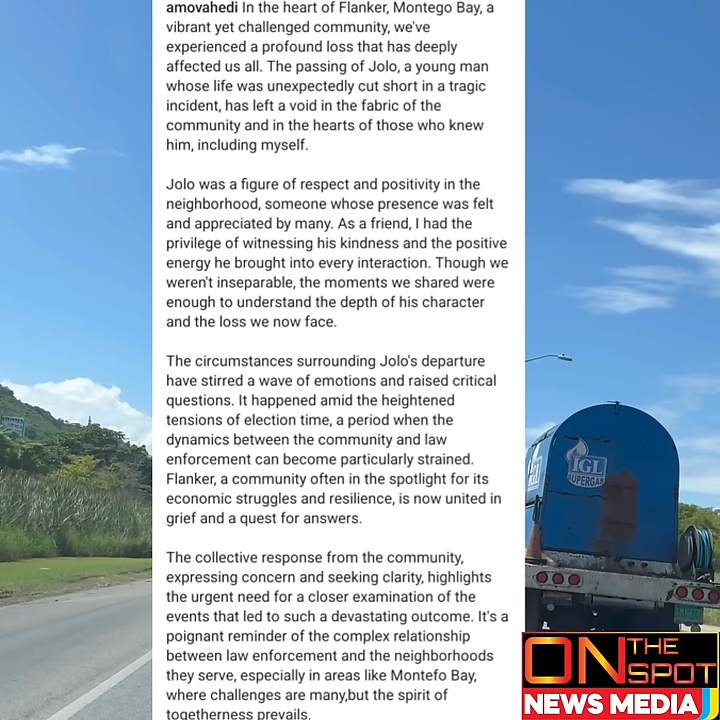 amovahedi In the heart of Flanker, Montego Bay, a
vibrant yet challenged community, we've
experienced a profound loss that has deeply
affected us all. The passing of Jolo, a young man
whose life was unexpectedly cut short in a tragic
incident, has left a void in the fabric of the
community and in the hearts of those who knew
him, including myself.
Jolo was a figure of respect and positivity in the
neighborhood, someone whose presence was felt
and appreciated by many. As a friend, I had the
privilege of witnessing his kindness and the positive
energy he brought into every interaction. Though we
weren't inseparable, the moments we shared were
enough to understand the depth of his character
and the loss we now face.
The circumstances surrounding Jolo's departure
have stirred a wave of emotions and raised critical
questions. It happened amid the heightened
tensions of election time, a period when the
dynamics between the community and law
enforcement can become particularly strained.
Flanker, a community often in the spotlight for its
economic struggles and resilience, is now united in
grief and a quest for answers.
The collective response from the community,
expressing concern and seeking clarity, highlights
the urgent need for a closer examination of the
events that led to such a devastating outcome. It's a
poignant reminder of the complex relationship
between law enforcement and the neighborhoods
they serve, especially in areas like Montefo Bay,
where challenges are many,but the spirit of
togetherness prevails.
IGL
SUPERGAS
ON THE
SPOT
NEWS MEDIA